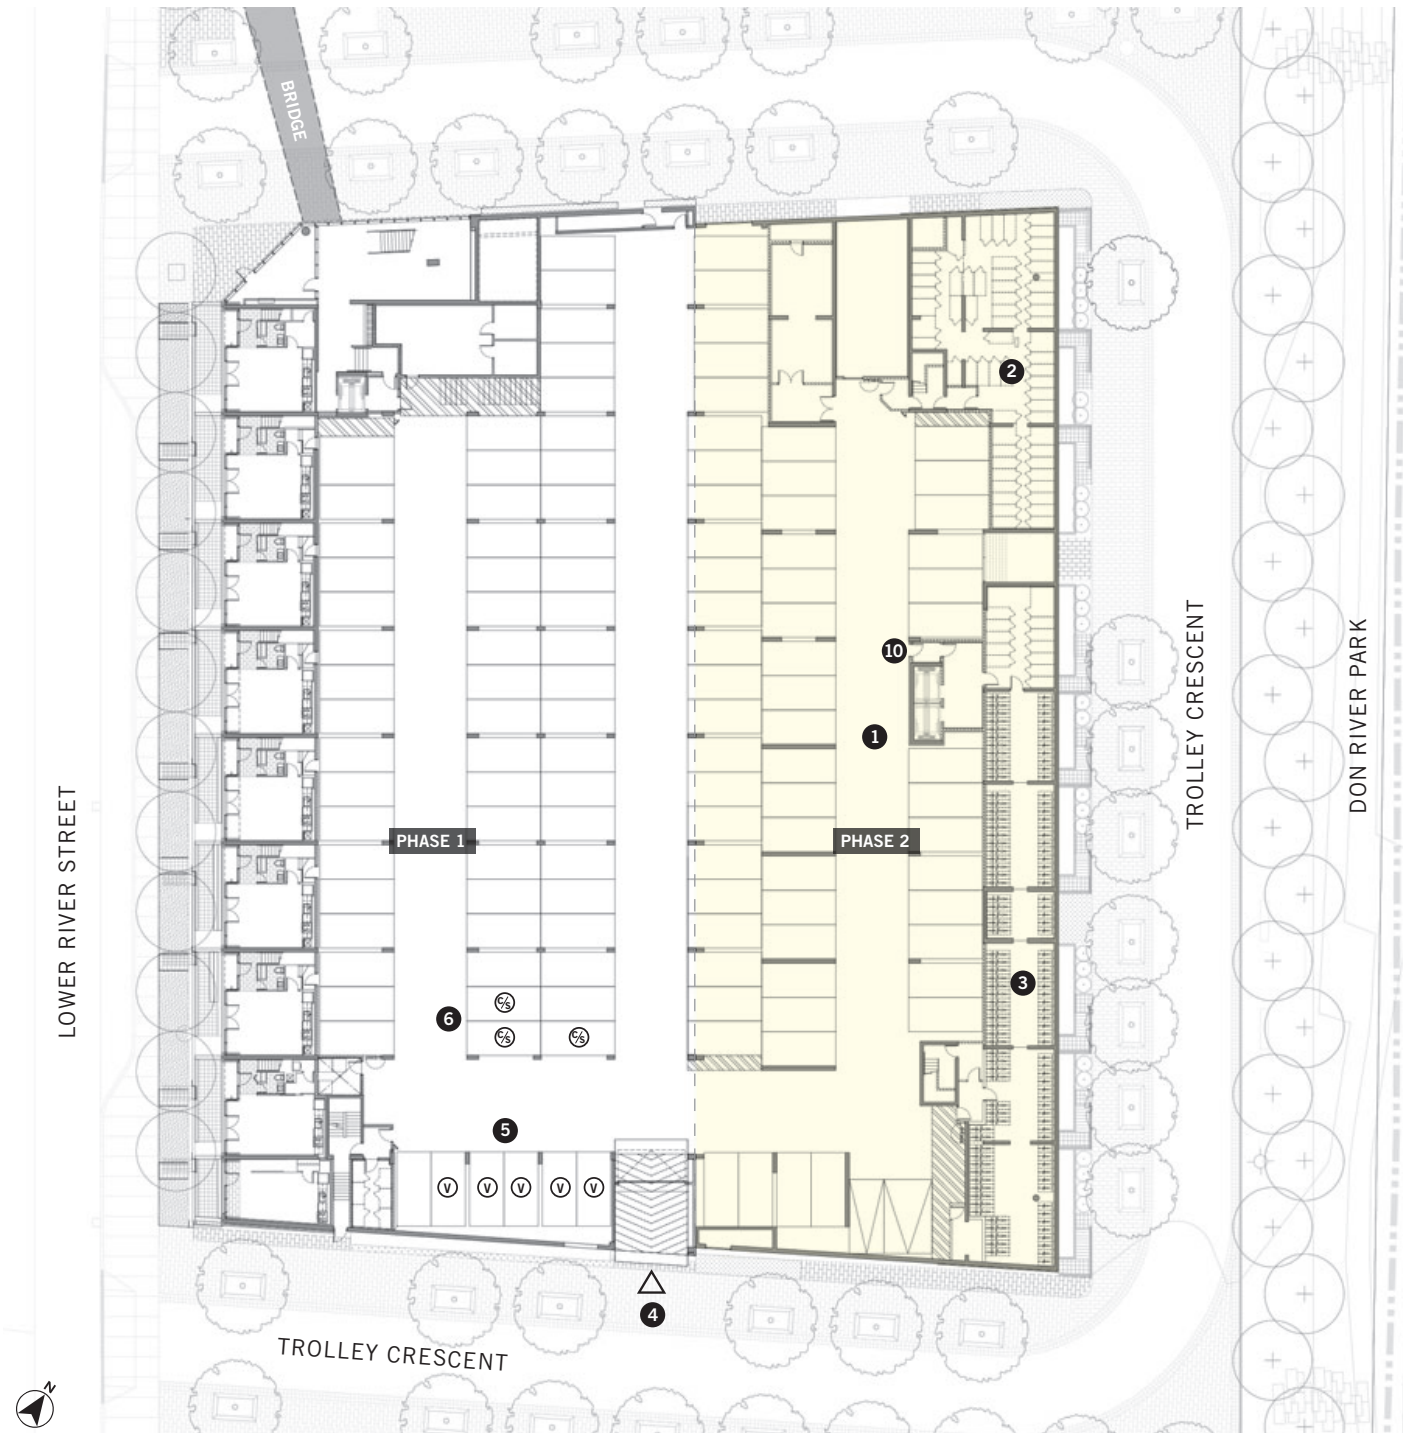 BRIDGE
2
TROLLEY CRESCENT
DON RIVER PARK
10
1
LOWER RIVER STREET
PHASE 1
PHASE 2
3
C/S
6
C/S
C/S
5
V
V
V
V
V
4
TROLLEY CRESCENT
N